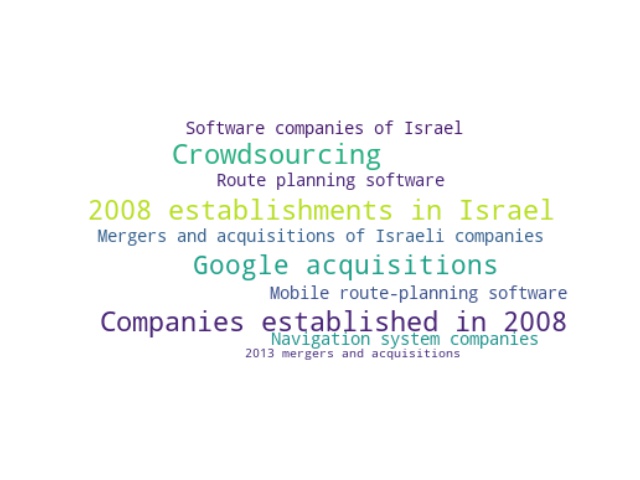 Software companies of Israel
Crowdsourcing
Route planning software
2008 establishments in Israel
Mergers and acquisitions of Israeli companies
Google acquisitions
Mobile route-planning software
Companies established in 2008
Navigation system companies
2013 mergers and acquisitions